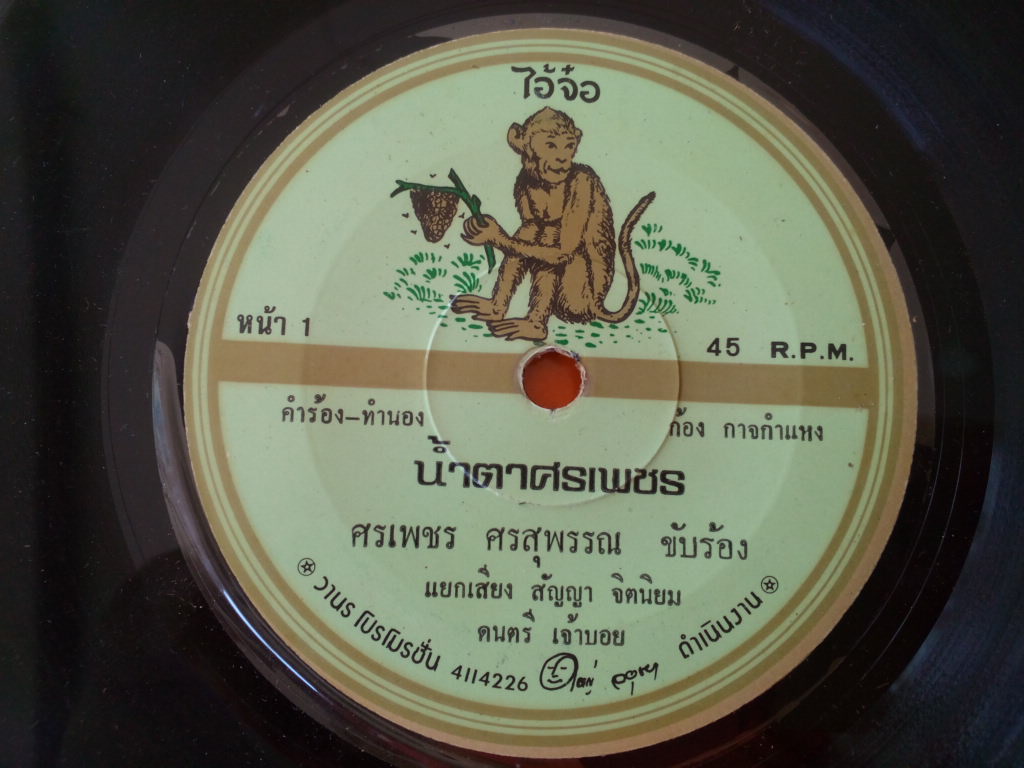 ไอ้จ๋อ
หน้า 1
45 R.P.M.
คำร้อง-ทำนอง ก้อง กาจกำแหง
น้ำตาศรเพชร
ศรเพชร ศรสุพรรณ ขับร้อง
แยกเสียง สัญญา จิตนิยม
ดนตรี เจ้าบอย
วานร โปรโมรชั่น 4114226 ดำเนินงาน